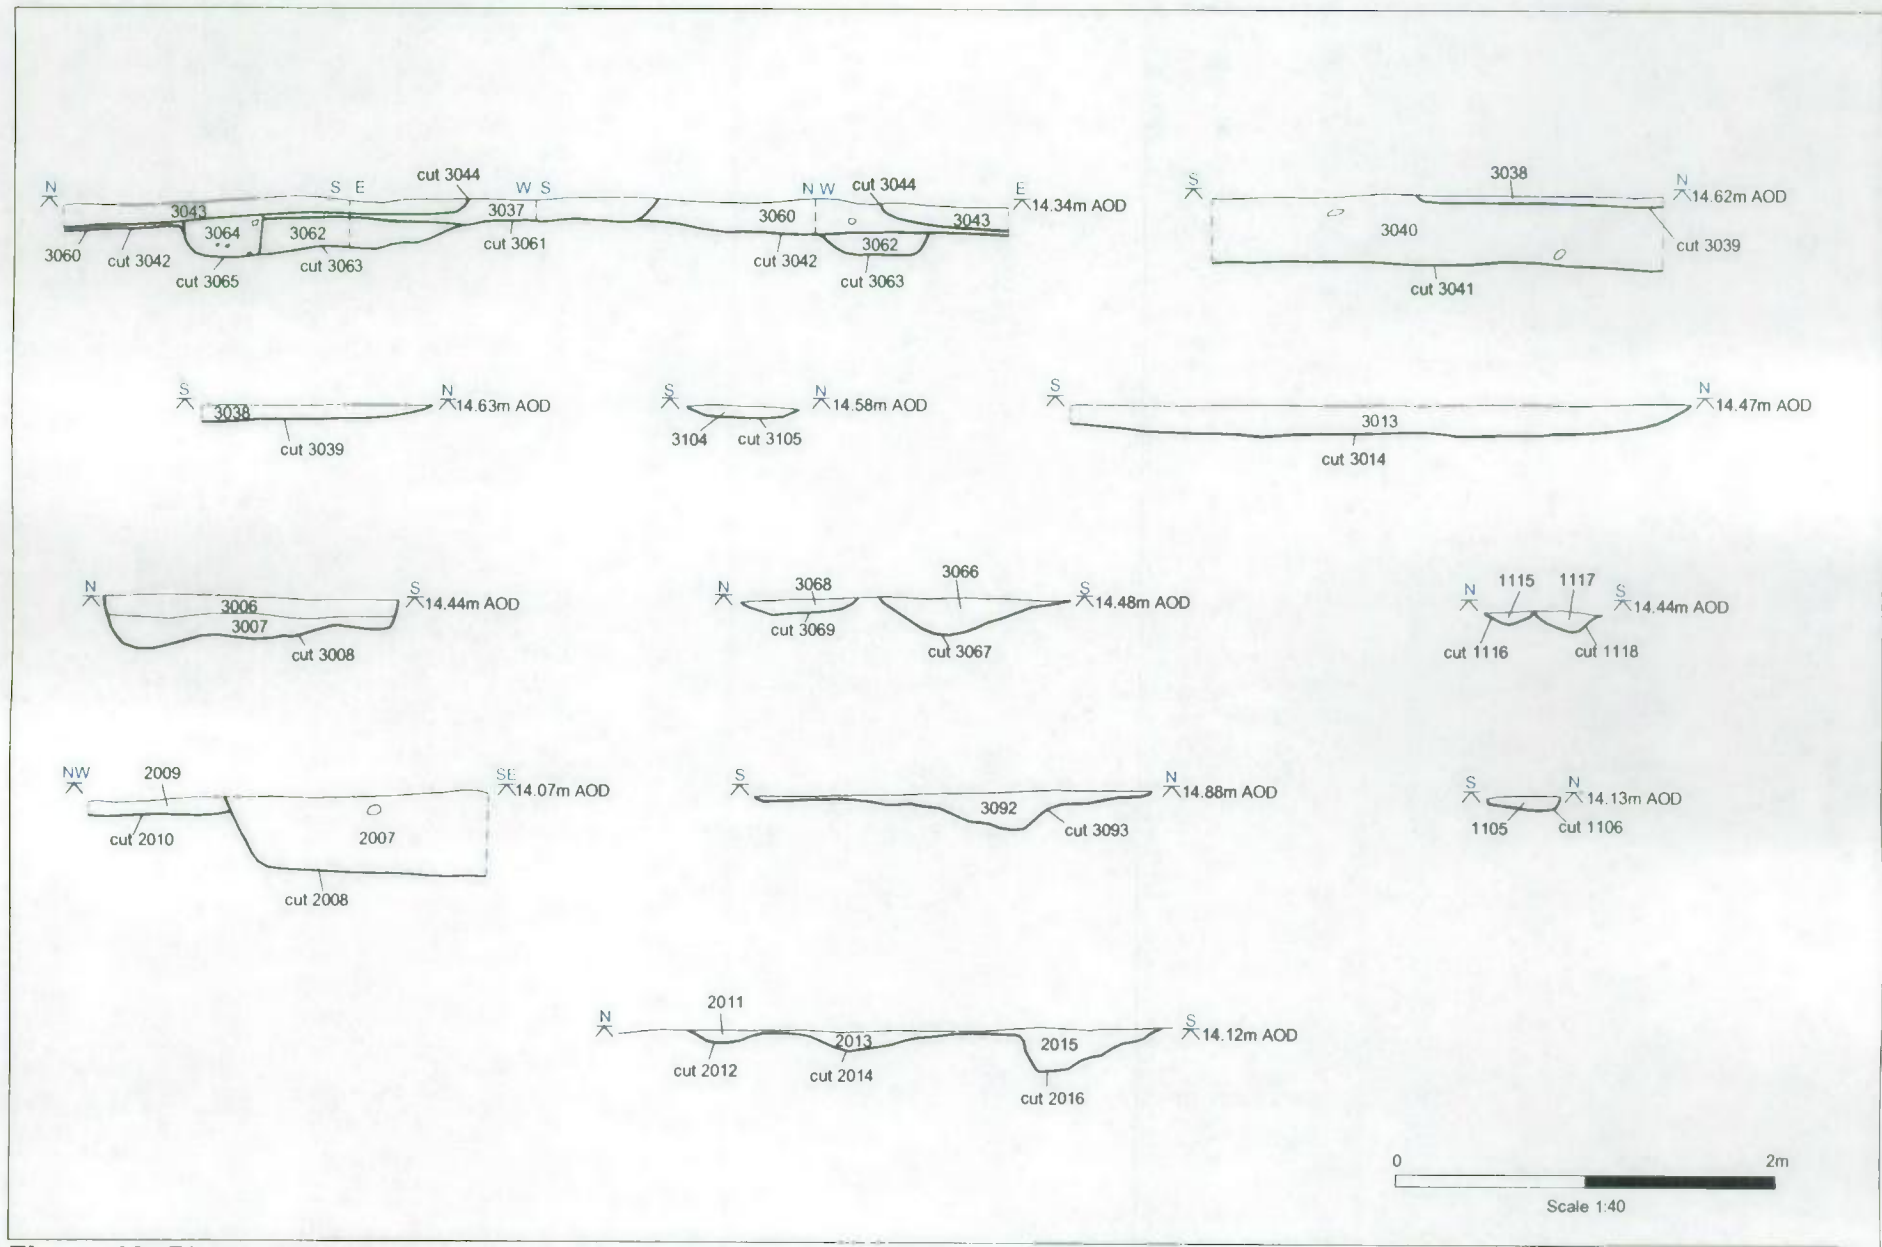 N S E cut 3044 W S N W cut 3044 E 14.34m AOD
3043 3037 3060 3043
3064 3062 cut 3061 3062
3060 cut 3042 cut 3063 cut 3042 cut 3063
cut 3065
S 3038 N 14.62m AOD
3040 cut 3039
cut 3041
S N 14.63m AOD
3038
cut 3039
S N 14.58m AOD
3104 cut 3105
S N 14.47m AOD
3013
cut 3014
N S 14.44m AOD
3006
3007
cut 3008
N 3068 3066 S 14.48m AOD
cut 3069 cut 3067
N 1115 1117 S 14.44m AOD
cut 1116 cut 1118
NW 2009 SE 14.07m AOD
cut 2010 2007
cut 2008
S N 14.88m AOD
3092 cut 3093
S N 14.13m AOD
1105 cut 1106
N 2011 S 14.12m AOD
2013 2015
cut 2012 cut 2014
cut 2016
0 2m
Scale 1:40